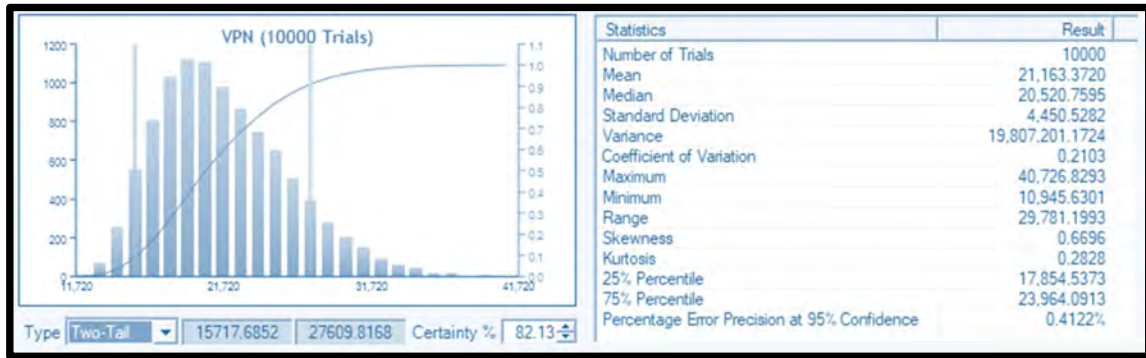 VPN (10000 Trials)
1200
1000
800
600
400
200
0
1.1
1.0
0.9
0.8
0.7
0.6
0.5
0.4
0.3
0.2
0.1
0.0
11,720 21,720 31,720 41,720
Type Two-Tail 15717.6852 27609.8168 Certainty % 82.13
Statistics Result
Number of Trials 10000
Mean 21,163.3720
Median 20,520.7595
Standard Deviation 4,450.5282
Variance 19,807,201.1724
Coefficient of Variation 0.2103
Maximum 40,726.8293
Minimum 10,945.6301
Range 29,781.1993
Skewness 0.6696
Kurtosis 0.2828
25% Percentile 17,854.5373
75% Percentile 23,964.0913
Percentage Error Precision at 95% Confidence 0.4122%